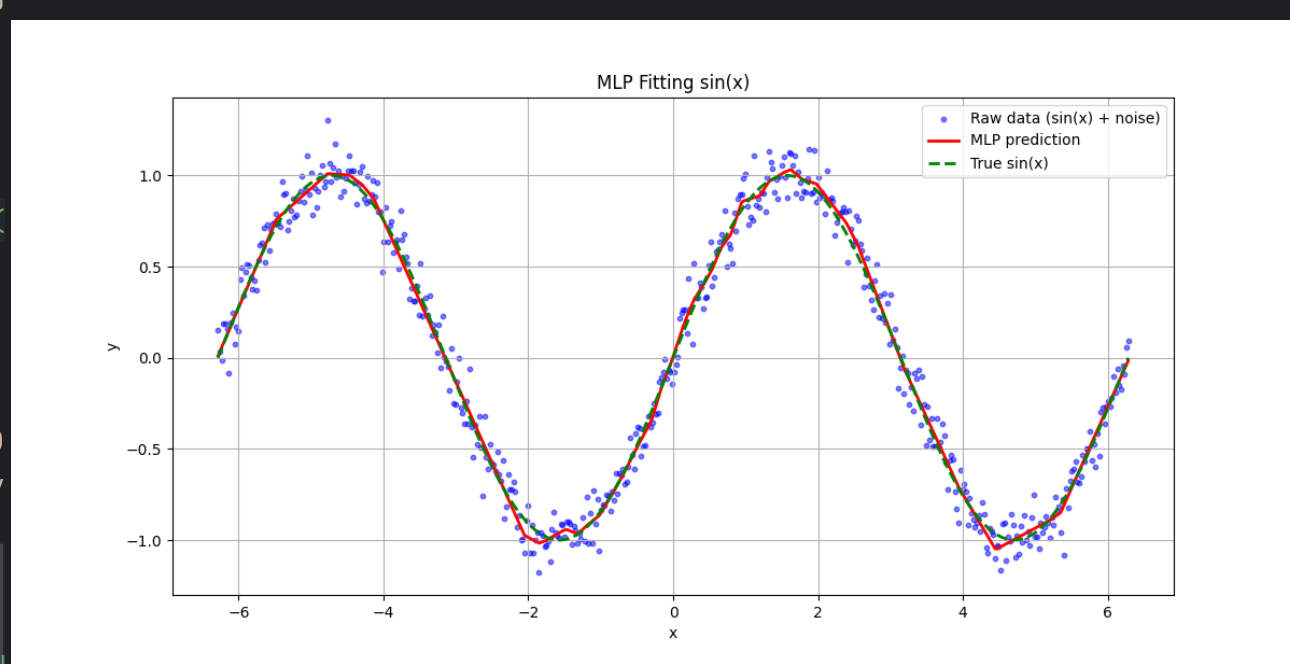 MLP Fitting sin(x)
Raw data (sin(x) + noise)
MLP prediction
True sin(x)
1.0
0.5
0.0
−0.5
−1.0
y
−6
−4
−2
0
2
4
6
x